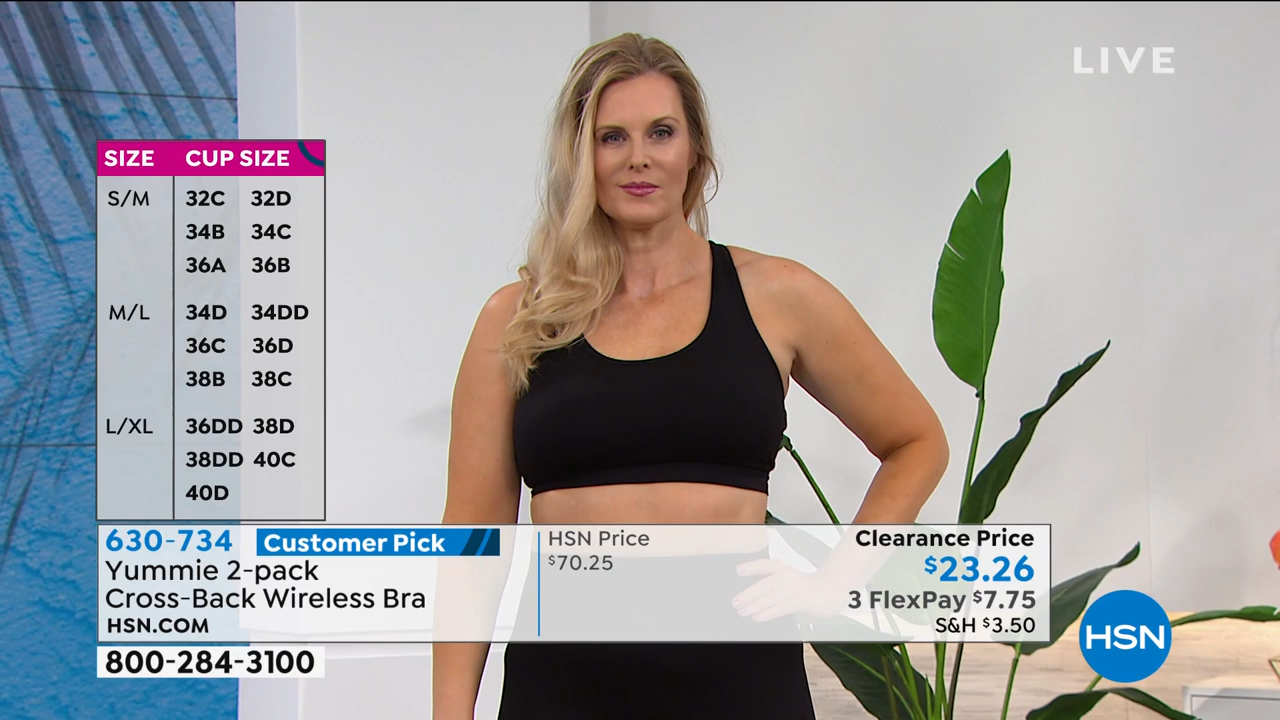 LIVE
SIZE CUP SIZE
S/M 32C 32D
34B 34C
36A 36B
M/L 34D 34DD
36C 36D
38B 38C
L/XL 36DD 38D
38DD 40C
40D
630-734 Customer Pick
Yummie 2-pack
Cross-Back Wireless Bra
HSN.COM
HSN Price
$70.25
Clearance Price
$23.26
3 FlexPay $7.75
S&H $3.50
HSN
800-284-3100